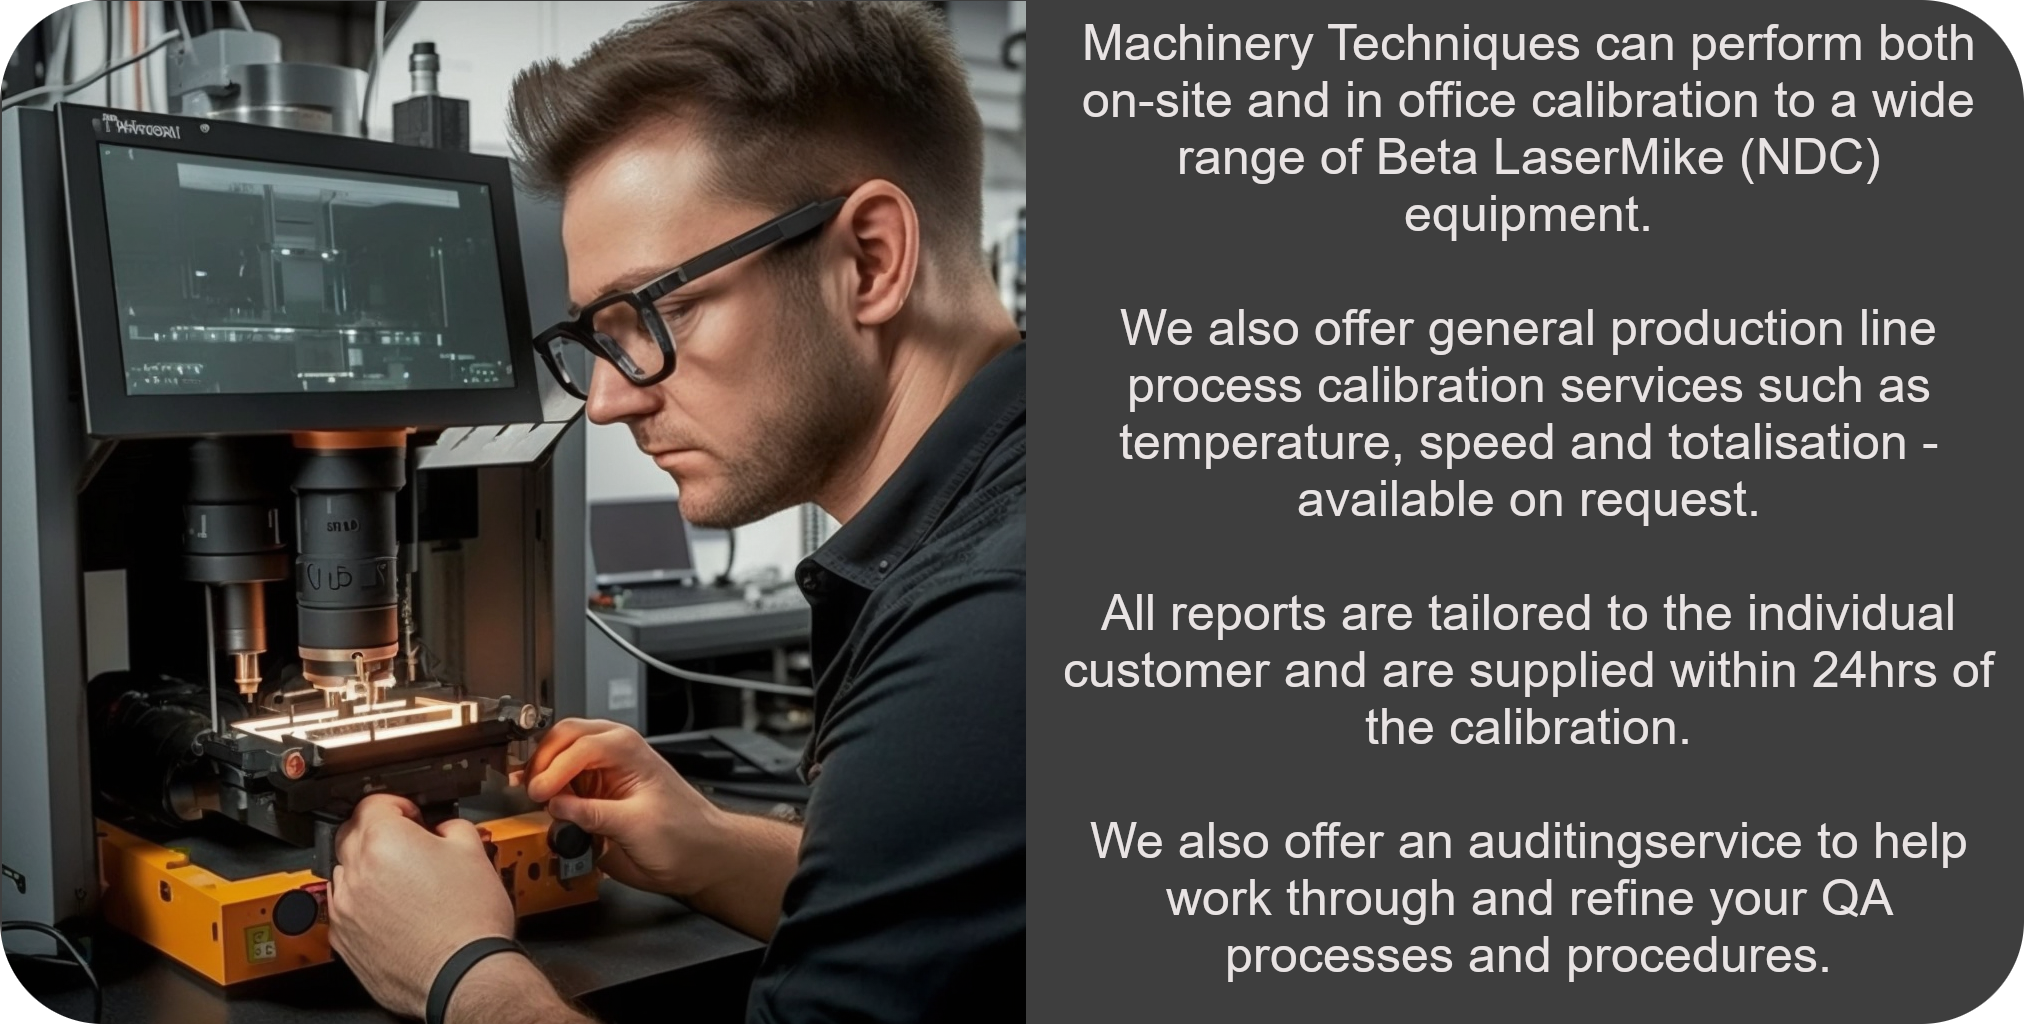 Machinery Techniques can perform both
on-site and in office calibration to a wide
range of Beta LaserMike (NDC)
equipment.
We also offer general production line
process calibration services such as
temperature, speed and totalisation -
available on request.
All reports are tailored to the individual
customer and are supplied within 24hrs of
the calibration.
We also offer an auditingservice to help
work through and refine your QA
processes and procedures.